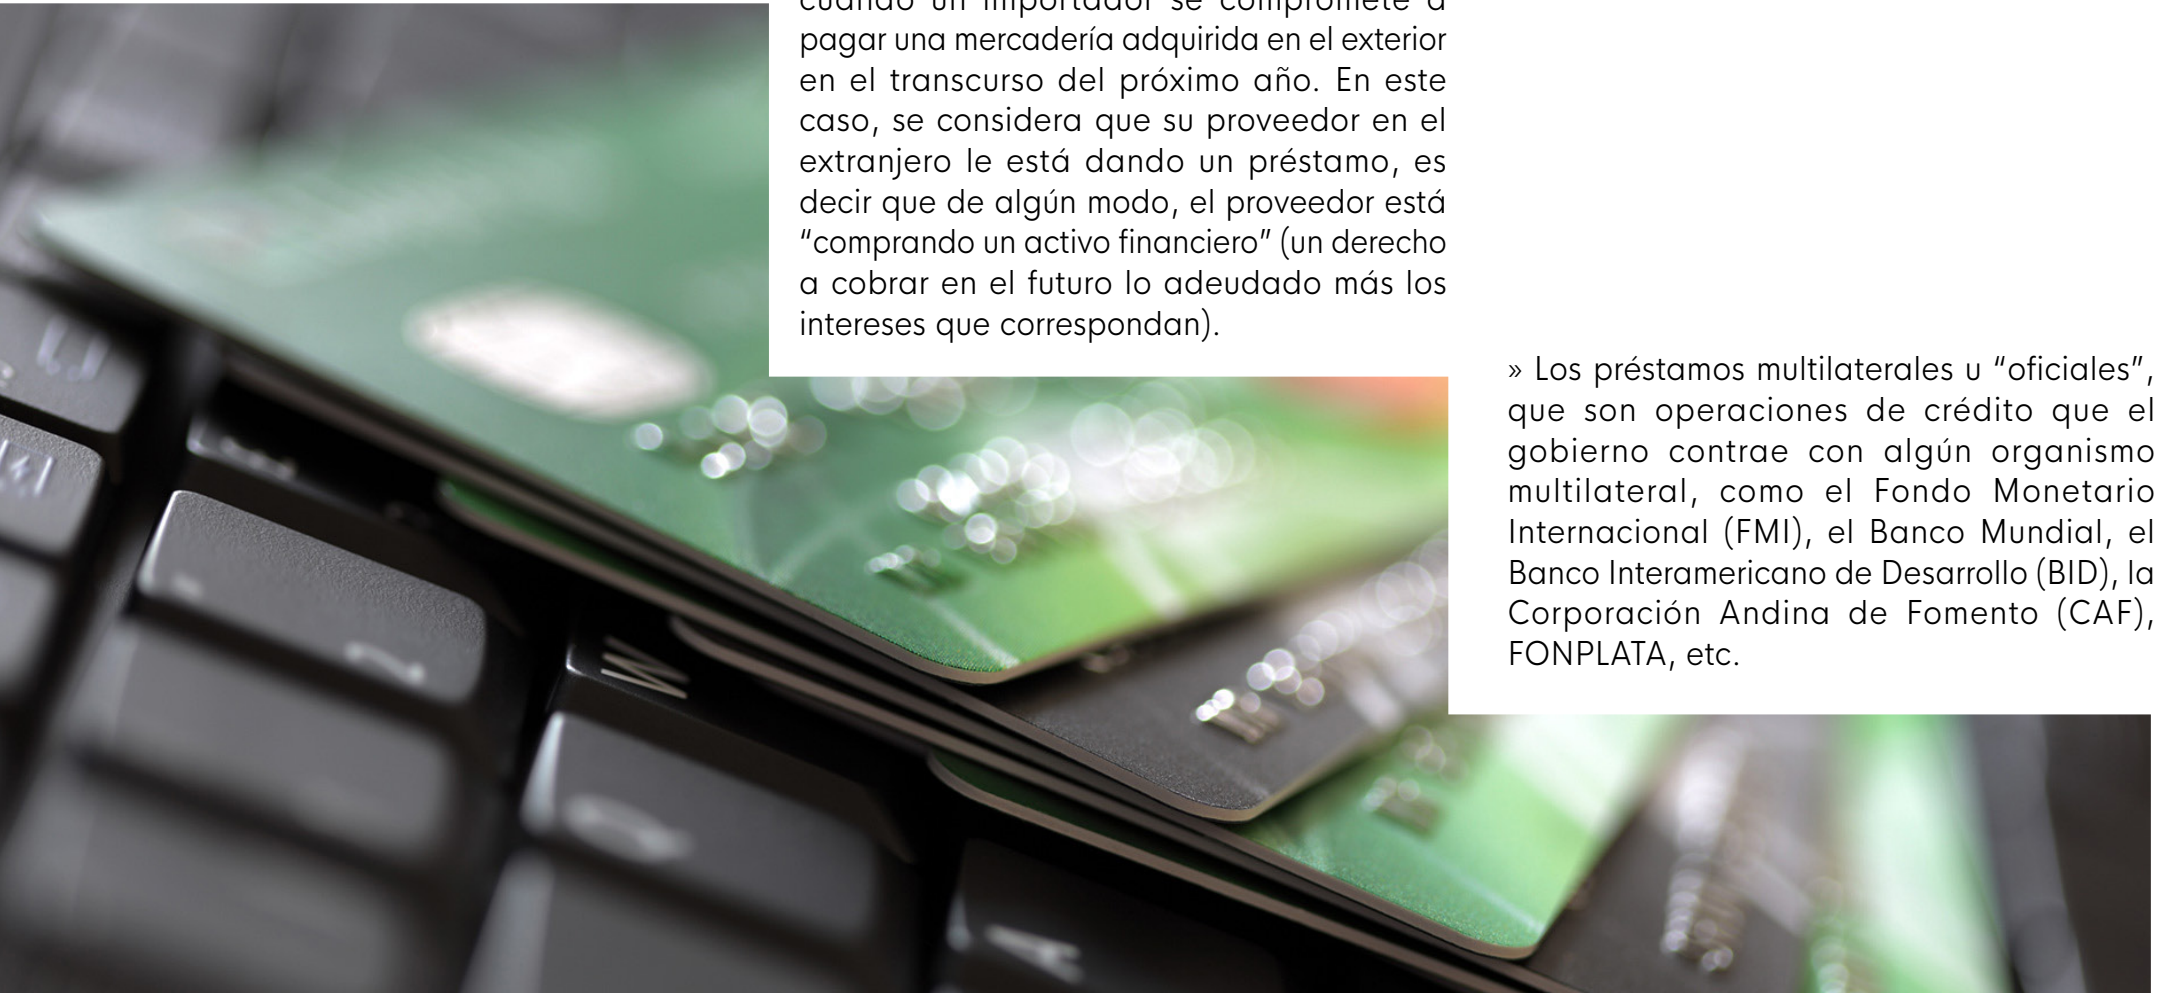 cuando un importador se compromete a
pagar una mercadería adquirida en el exterior
en el transcurso del próximo año. En este
caso, se considera que su proveedor en el
extranjero le está dando un préstamo, es
decir que de algún modo, el proveedor está
“comprando un activo financiero” (un derecho
a cobrar en el futuro lo adeudado más los
intereses que correspondan).
» Los préstamos multilaterales u “oficiales”,
que son operaciones de crédito que el
gobierno contrae con algún organismo
multilateral, como el Fondo Monetario
Internacional (FMI), el Banco Mundial, el
Banco Interamericano de Desarrollo (BID), la
Corporación Andina de Fomento (CAF),
FONPLATA, etc.